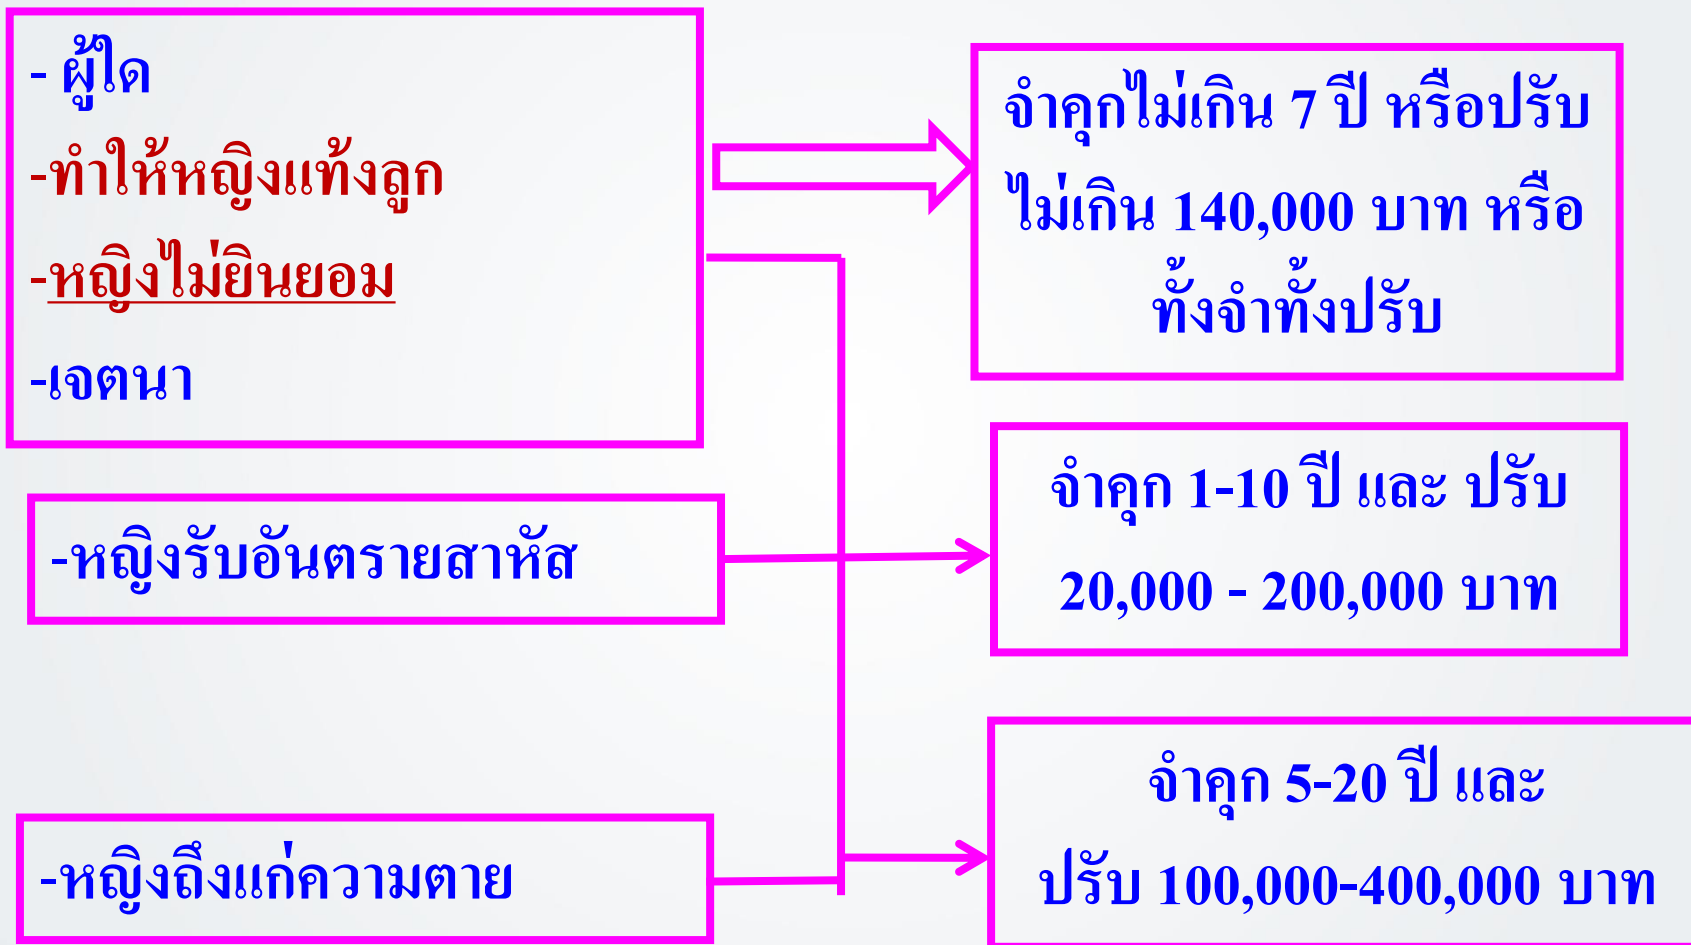 - ผู้ใด
-ทำให้หญิงแท้งลูก
-หญิงไม่ยินยอม
-เจตนา
จำคุกไม่เกิน 7 ปี หรือปรับ
ไม่เกิน 140,000 บาท หรือ
ทั้งจำทั้งปรับ
-หญิงรับอันตรายสาหัส
จำคุก 1-10 ปี และ ปรับ
20,000 - 200,000 บาท
-หญิงถึงแก่ความตาย
จำคุก 5-20 ปี และ
ปรับ 100,000-400,000 บาท